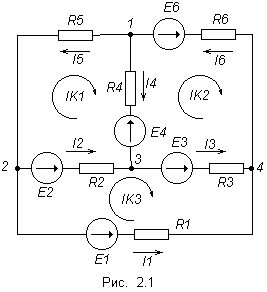 1 E6 R6
R5
I5 I6
R4 I4
IK1 IK2
E4
2 I2 3 E3 I3 4
E2 R2 R3
IK3
R1
E1 I1
Рис. 2.1